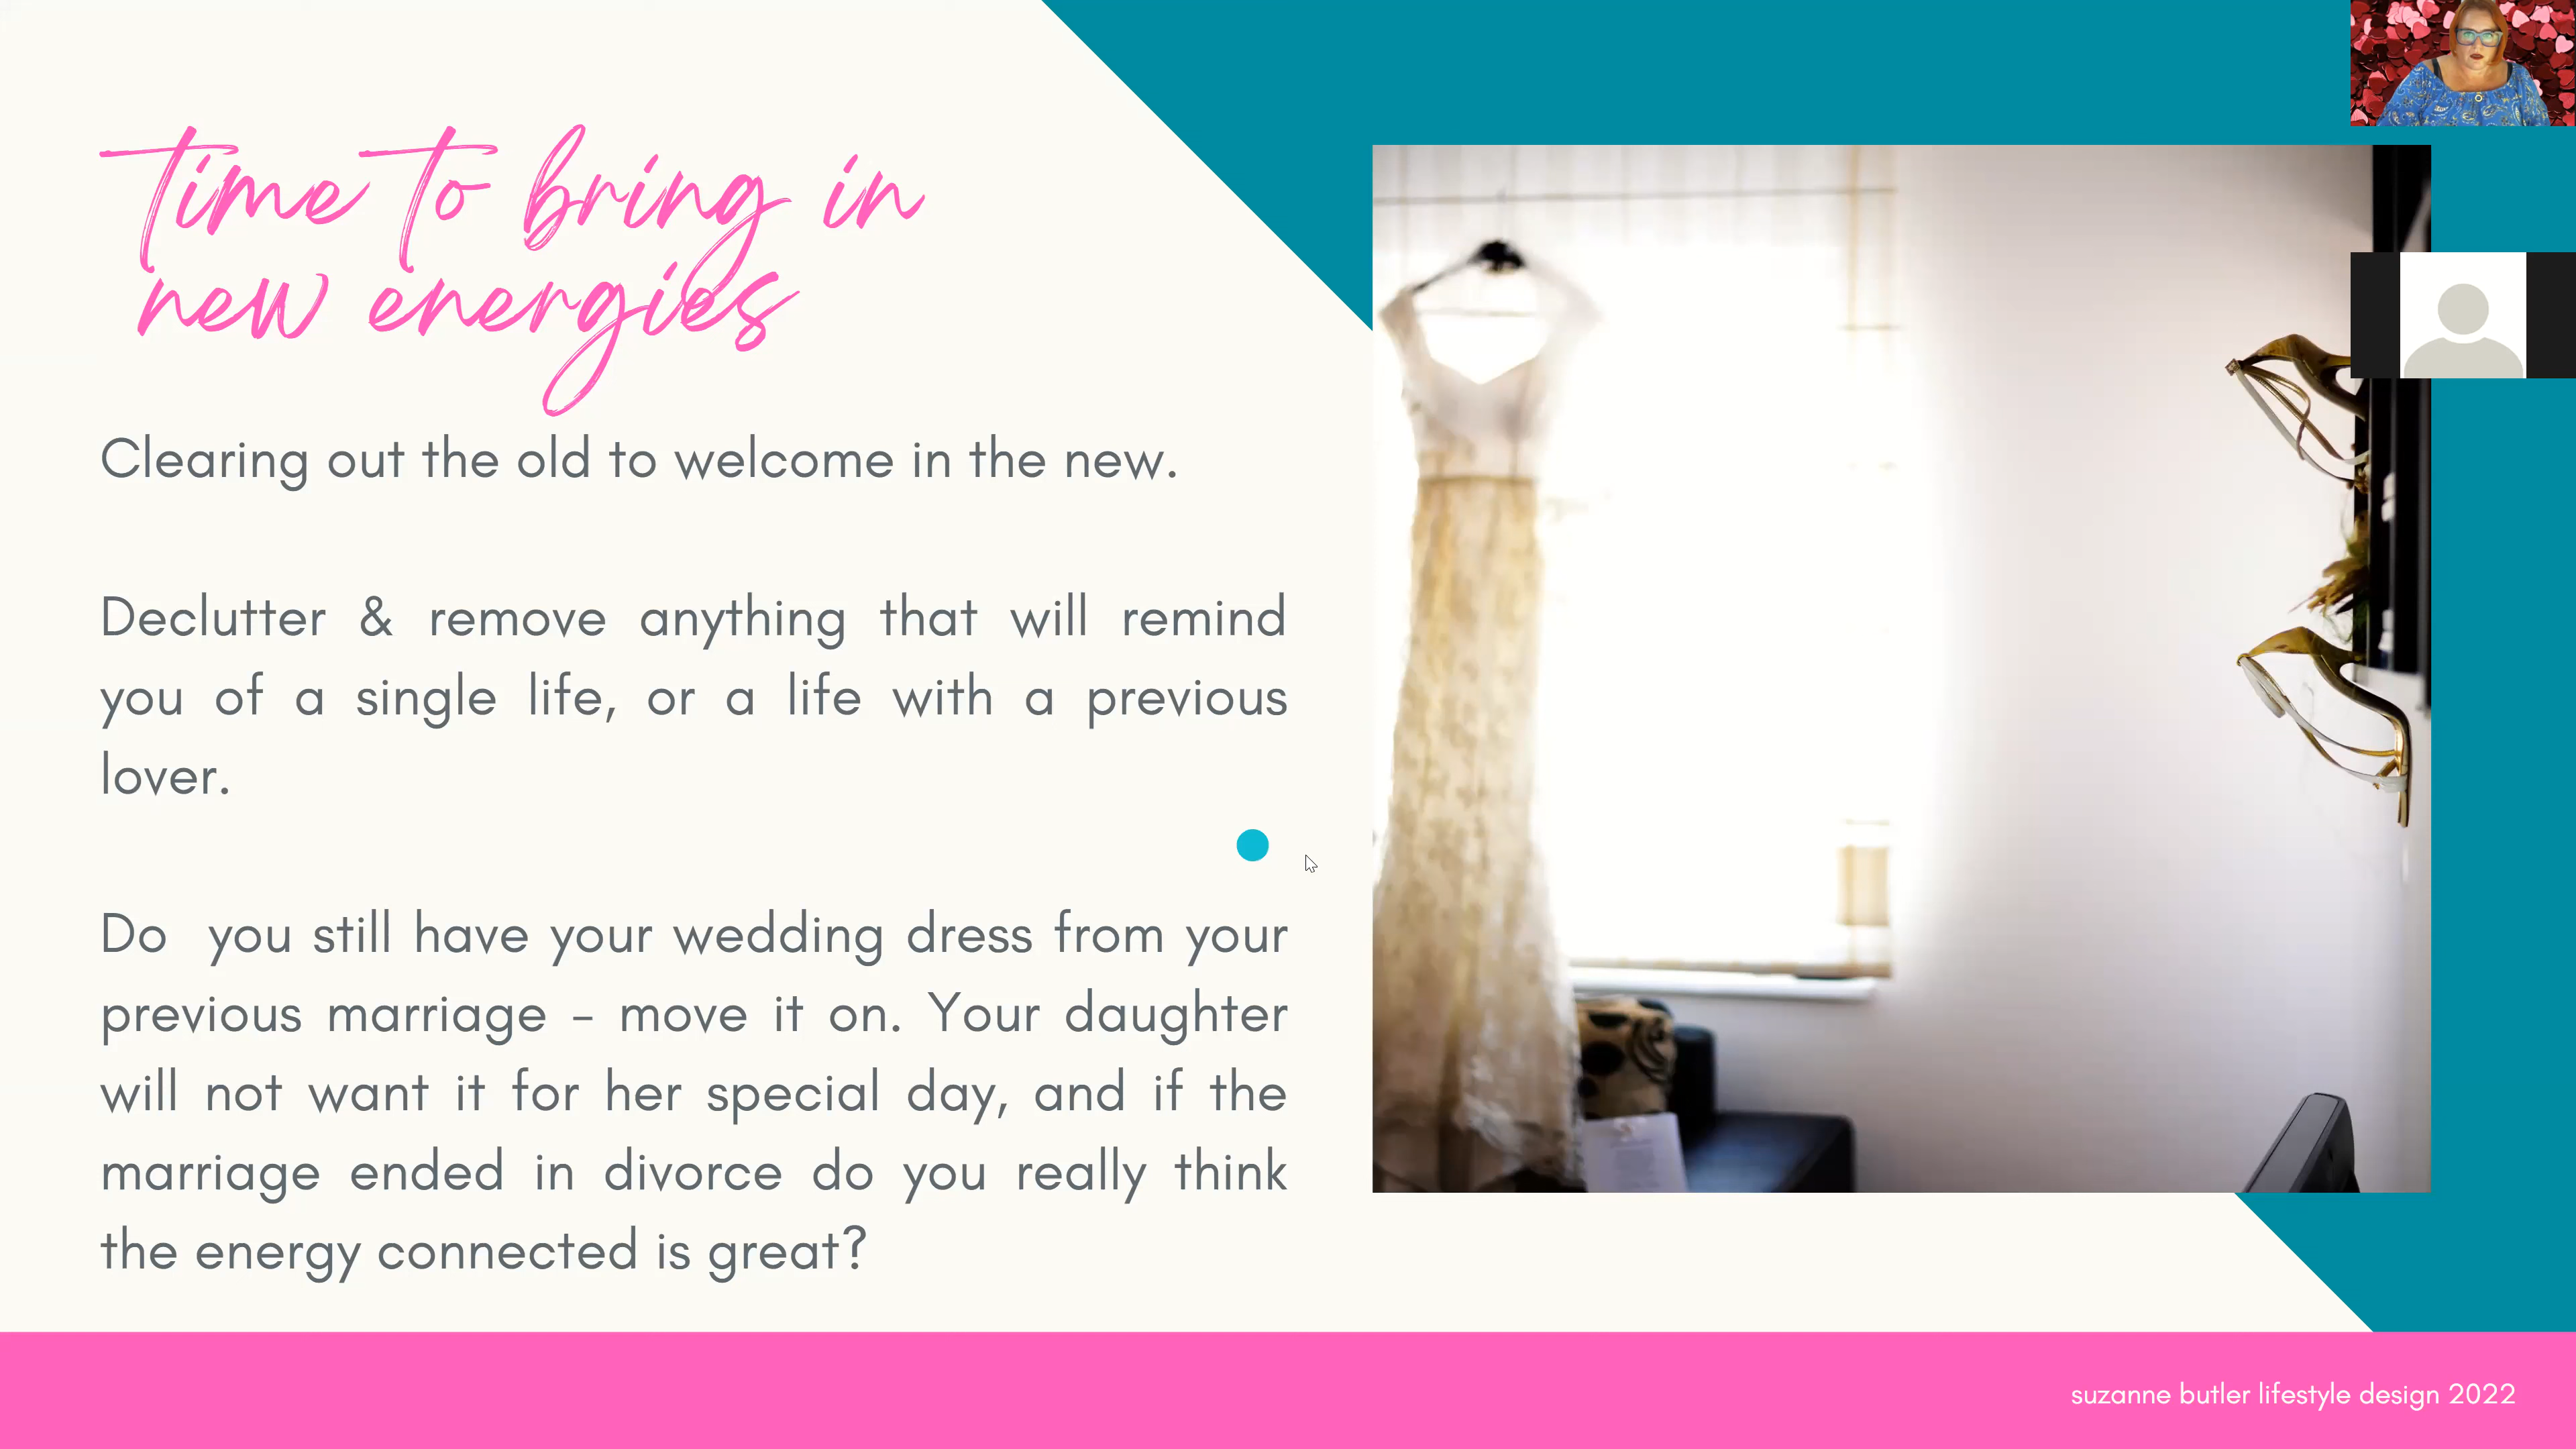 Time to bring in
new energies
Clearing out the old to welcome in the new.
Declutter & remove anything that will remind
you of a single life, or a life with a previous
lover.
Do  you still have your wedding dress from your
previous marriage - move it on. Your daughter
will not want it for her special day, and if the
marriage ended in divorce do you really think
the energy connected is great?
suzanne butler lifestyle design 2022